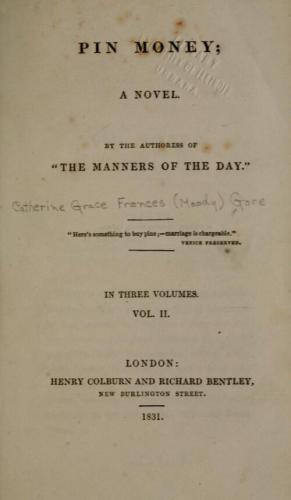 PIN MONEY;
A NOVEL.
BY THE AUTHORESS OF
"THE MANNERS OF THE DAY."
Catherine Grace Frances (Moody) Gore
"Here's something to buy pins;—marriage is chargeable."
VENICE PRESERVED.
IN THREE VOLUMES.
VOL. II.
LONDON:
HENRY COLBURN AND RICHARD BENTLEY,
NEW BURLINGTON STREET.
1831.